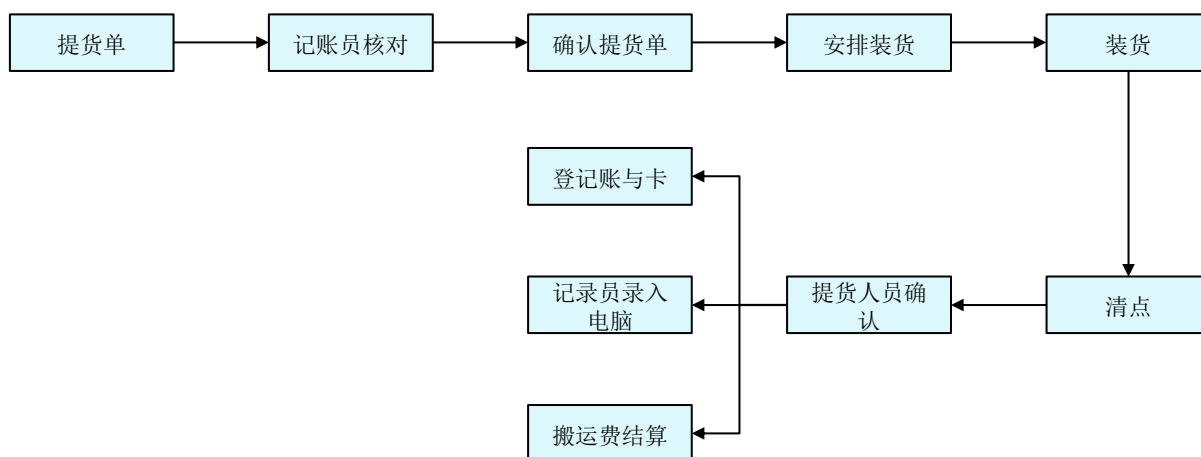 提货单
记账员核对
确认提货单
安排装货
装货
登记账与卡
记录员录入
电脑
提货人员确
认
清点
搬运费结算